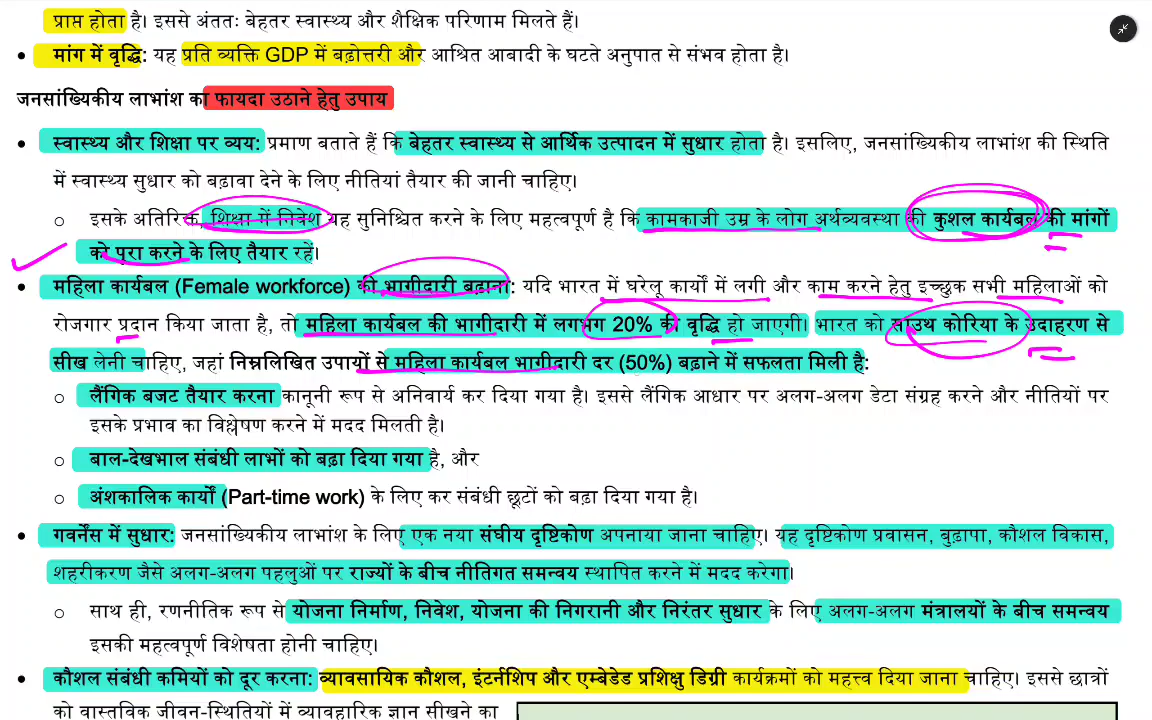 प्राप्त होता है। इससे अंततः बेहतर स्वास्थ्य और शैक्षिक परिणाम मिलते हैं।
• मांग में वृद्धि: यह प्रति व्यक्ति GDP में बढ़ोत्तरी और आश्रित आबादी के घटते अनुपात से संभव होता है।
जनसांख्यिकीय लाभांश का फायदा उठाने हेतु उपाय
• स्वास्थ्य और शिक्षा पर व्यय: प्रमाण बताते हैं कि बेहतर स्वास्थ्य से आर्थिक उत्पादन में सुधार होता है। इसलिए, जनसांख्यिकीय लाभांश की स्थिति
में स्वास्थ्य सुधार को बढ़ावा देने के लिए नीतियां तैयार की जानी चाहिए।
o इसके अतिरिक्त, शिक्षा में निवेश यह सुनिश्चित करने के लिए महत्वपूर्ण है कि कामकाजी उम्र के लोग अर्थव्यवस्था की कुशल कार्यबल की मांगों
को पूरा करने के लिए तैयार रहें।
• महिला कार्यबल (Female workforce) की भागीदारी बढ़ाना: यदि भारत में घरेलू कार्यों में लगी और काम करने हेतु इच्छुक सभी महिलाओं को
रोजगार प्रदान किया जाता है, तो महिला कार्यबल की भागीदारी में लगभग 20% की वृद्धि हो जाएगी। भारत को साउथ कोरिया के उदाहरण से
सीख लेनी चाहिए, जहां निम्नलिखित उपायों से महिला कार्यबल भागीदारी दर (50%) बढ़ाने में सफलता मिली है:
o लैंगिक बजट तैयार करना कानूनी रूप से अनिवार्य कर दिया गया है। इससे लैंगिक आधार पर अलग-अलग डेटा संग्रह करने और नीतियों पर
इसके प्रभाव का विश्लेषण करने में मदद मिलती है।
o बाल-देखभाल संबंधी लाभों को बढ़ा दिया गया है, और
o अंशकालिक कार्यों (Part-time work) के लिए कर संबंधी छूटों को बढ़ा दिया गया है।
• गवर्नेंस में सुधार: जनसांख्यिकीय लाभांश के लिए एक नया संघीय दृष्टिकोण अपनाया जाना चाहिए। यह दृष्टिकोण प्रवासन, बुढ़ापा, कौशल विकास,
शहरीकरण जैसे अलग-अलग पहलुओं पर राज्यों के बीच नीतिगत समन्वय स्थापित करने में मदद करेगा।
o साथ ही, रणनीतिक रूप से योजना निर्माण, निवेश, योजना की निगरानी और निरंतर सुधार के लिए अलग-अलग मंत्रालयों के बीच समन्वय
इसकी महत्वपूर्ण विशेषता होनी चाहिए।
• कौशल संबंधी कमियों को दूर करना: व्यावसायिक कौशल, इंटर्नशिप और एम्बेडेड प्रशिक्षु डिग्री कार्यक्रमों को महत्त्व दिया जाना चाहिए। इससे छात्रों
को वास्तविक जीवन-स्थितियों में व्यावहारिक ज्ञान सीखने का